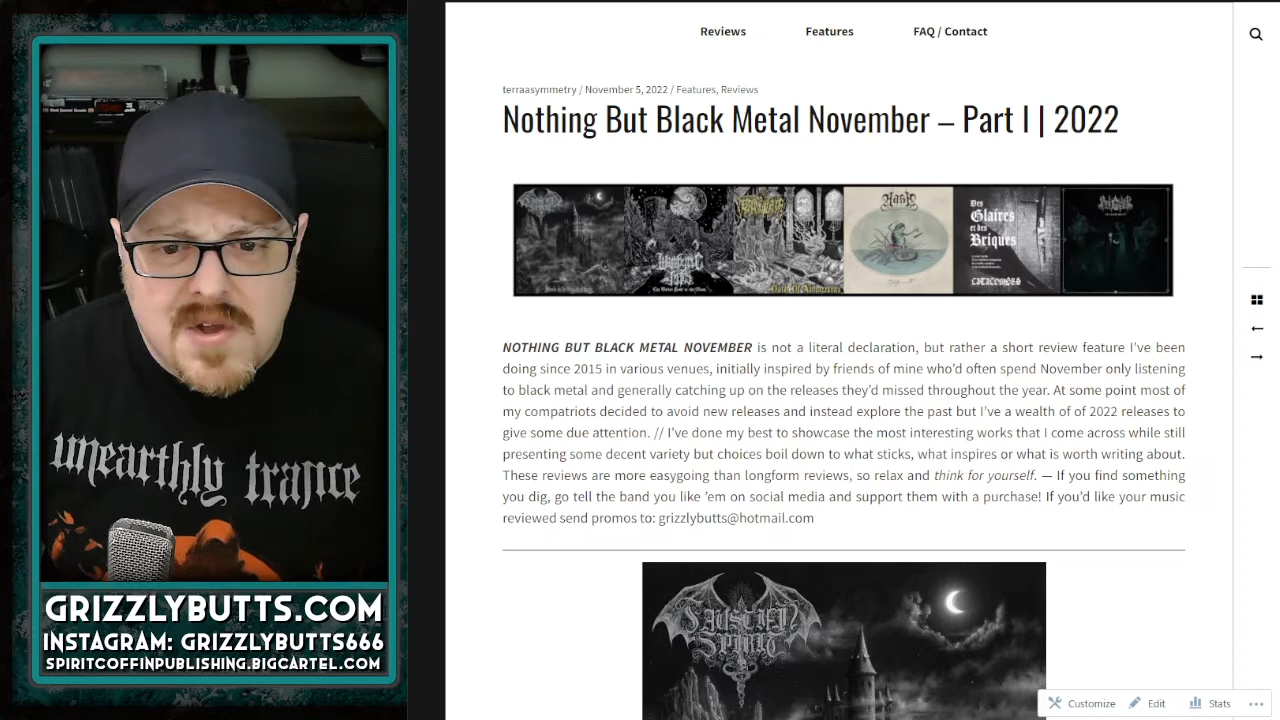 unearthly trance
GRIZZLYBUTTS.COM
INSTAGRAM: GRIZZLYBUTTS666
SPIRITCOFFINPUBLISHING.BIGCARTEL.COM
Reviews Features FAQ / Contact
terraasymmetry / November 5, 2022 / Features, Reviews
Nothing But Black Metal November – Part I | 2022
Des
Glaires
et des
Briques
CATACOMBES
NOTHING BUT BLACK METAL NOVEMBER is not a literal declaration, but rather a short review feature I've been
doing since 2015 in various venues, initially inspired by friends of mine who'd often spend November only listening
to black metal and generally catching up on the releases they'd missed throughout the year. At some point most of
my compatriots decided to avoid new releases and instead explore the past but I've a wealth of of 2022 releases to
give some due attention. // I've done my best to showcase the most interesting works that I come across while still
presenting some decent variety but choices boil down to what sticks, what inspires or what is worth writing about.
These reviews are more easygoing than longform reviews, so relax and think for yourself. — If you find something
you dig, go tell the band you like 'em on social media and support them with a purchase! If you'd like your music
reviewed send promos to: grizzlybutts@hotmail.com
FAUSTIAN
SPIRIT
Customize Edit Stats